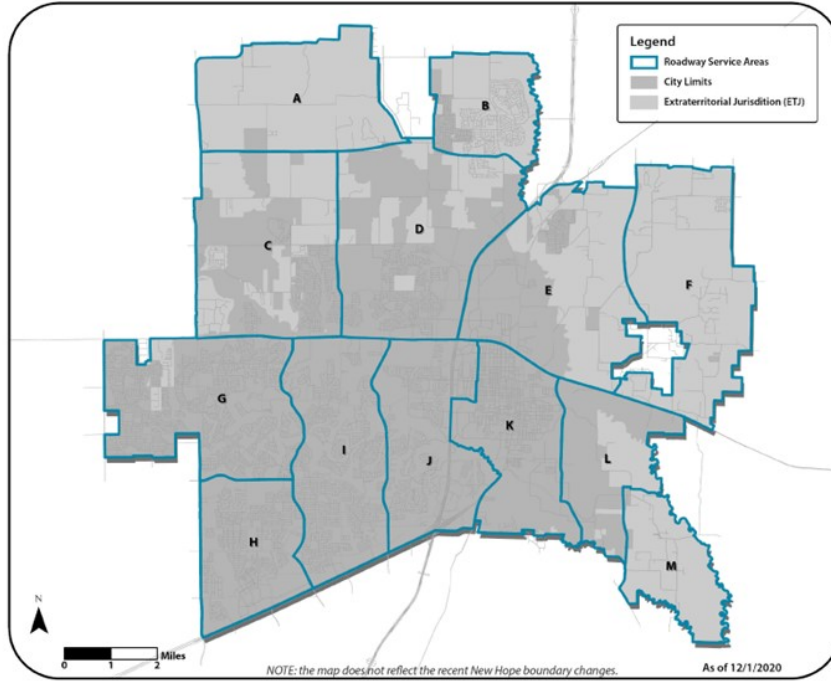 Legend
Roadway Service Areas
City Limits
Extraterritorial Jurisdition (ETJ)
A
B
C
D
E
F
G
H
I
J
K
L
M
N
0 1 2 Miles
NOTE: the map does not reflect the recent New Hope boundary changes.
As of 12/1/2020